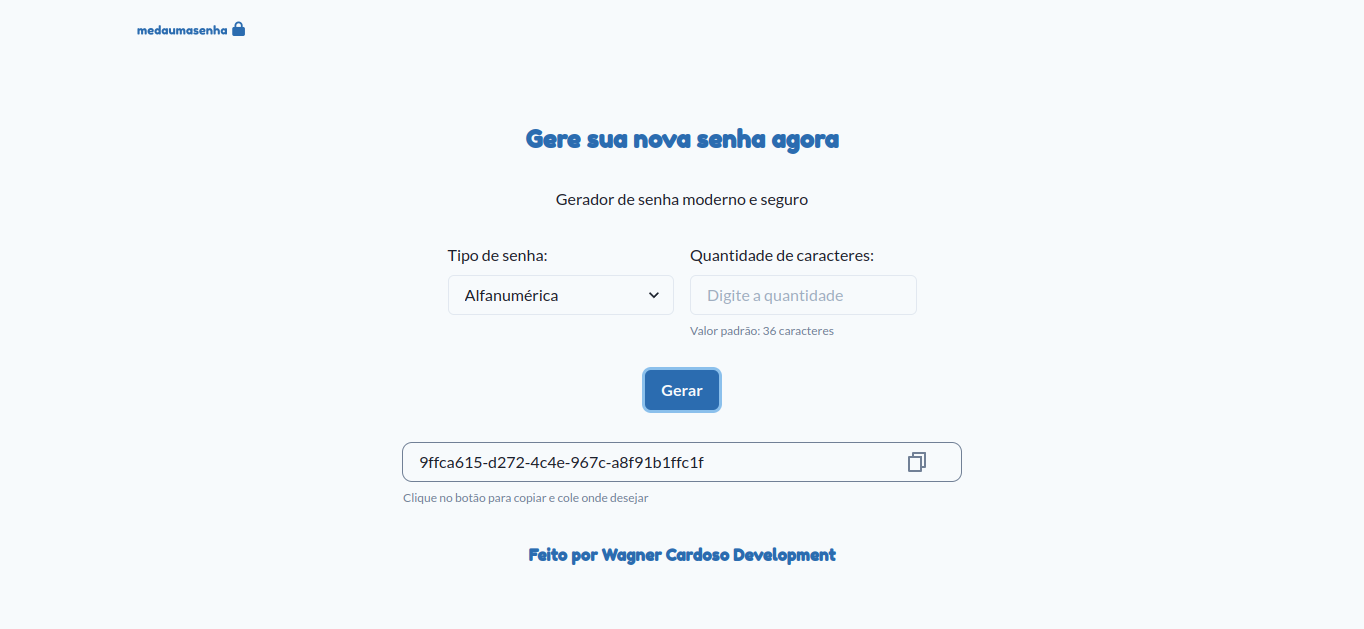 medaumasenha
Gere sua nova senha agora
Gerador de senha moderno e seguro
Tipo de senha:
Quantidade de caracteres:
Alfanumérica
Digite a quantidade
Valor padrão: 36 caracteres
Gerar
9ffca615-d272-4c4e-967c-a8f91b1ffc1f
Clique no botão para copiar e cole onde desejar
Feito por Wagner Cardoso Development